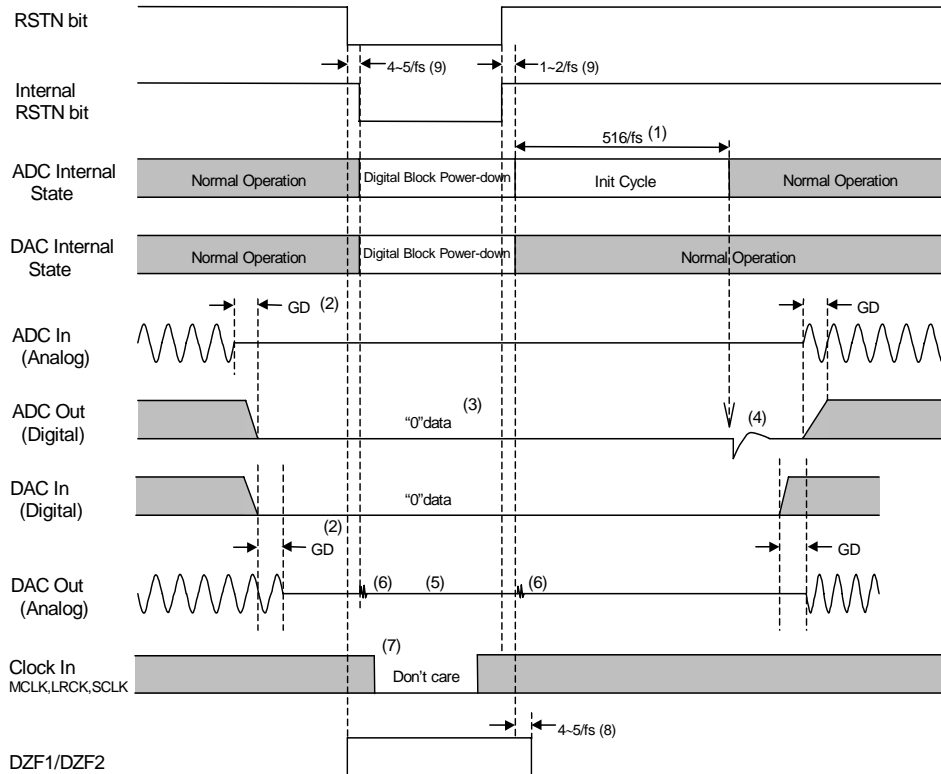 RSTN bit
4~5/fs (9)
1~2/fs (9)
Internal
RSTN bit
516/fs (1)
ADC Internal
State
Normal Operation
Digital Block Power-down
Init Cycle
Normal Operation
DAC Internal
State
Normal Operation
Digital Block Power-down
Normal Operation
GD (2)
GD
ADC In
(Analog)
ADC Out
(Digital)
"0"data
(3)
(4)
DAC In
(Digital)
"0"data
(2)
GD
GD
DAC Out
(Analog)
(6)
(5)
(6)
Clock In
MCLK,LRCK,SCLK
(7)
Don't care
4~5/fs (8)
DZF1/DZF2